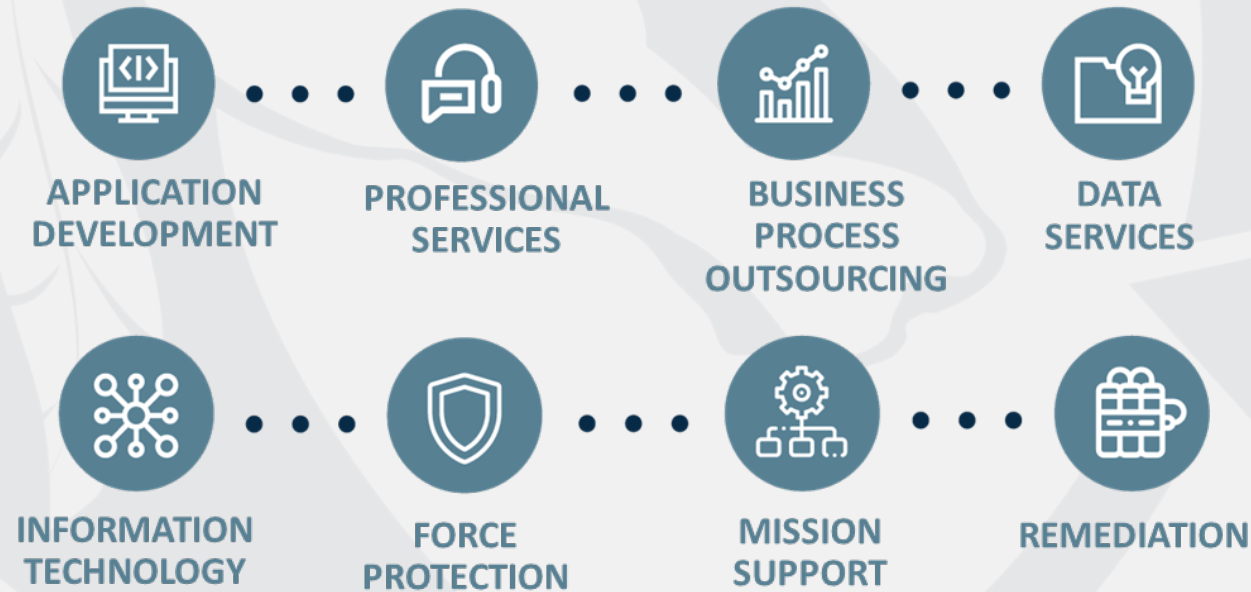 APPLICATION
DEVELOPMENT
PROFESSIONAL
SERVICES
BUSINESS
PROCESS
OUTSOURCING
DATA
SERVICES
INFORMATION
TECHNOLOGY
FORCE
PROTECTION
MISSION
SUPPORT
REMEDIATION